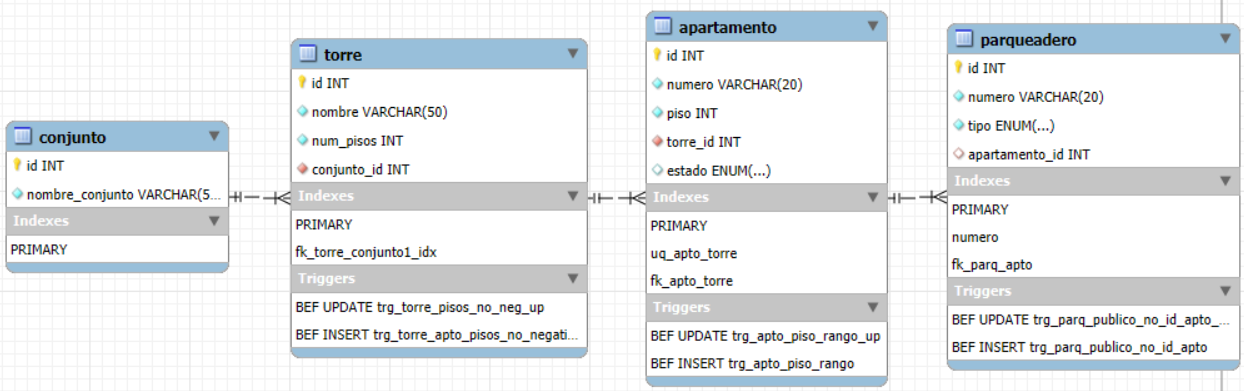 conjunto
id INT
nombre_conjunto VARCHAR(5...
Indexes
PRIMARY
torre
id INT
nombre VARCHAR(50)
num_pisos INT
conjunto_id INT
Indexes
PRIMARY
fk_torre_conjunto1_idx
Triggers
BEF UPDATE trg_torre_pisos_no_neg_up
BEF INSERT trg_torre_apto_pisos_no_negati...
apartamento
id INT
numero VARCHAR(20)
piso INT
torre_id INT
estado ENUM(...)
Indexes
PRIMARY
uq_apto_torre
fk_apto_torre
Triggers
BEF UPDATE trg_apto_piso_rango_up
BEF INSERT trg_apto_piso_rango
parqueadero
id INT
numero VARCHAR(20)
tipo ENUM(...)
apartamento_id INT
Indexes
PRIMARY
numero
fk_parq_apto
Triggers
BEF UPDATE trg_parq_publico_no_id_apto_...
BEF INSERT trg_parq_publico_no_id_apto